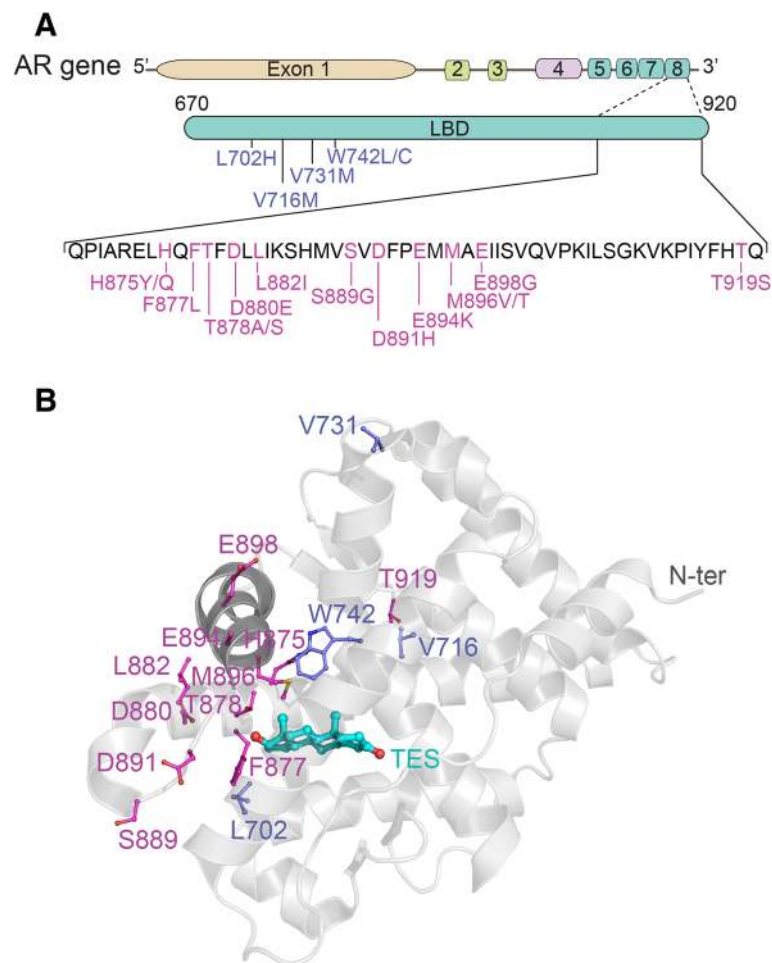 A
AR gene 5' Exon 1 2 3 4 5 6 7 8 3'
670 920
LBD
L702H W742L/C
V731M
V716M
QPIARELHQFTFDLLIKSHMVSVDFPEMMAEIISVQVPKILSGKVKPIYFHTQ
H875Y/Q L882I E898G T919S
F877L D880E S889G M896V/T
T878A/S E894K
D891H
B
V731
E898
T919 N-ter
W742
E894 H875 V716
L882 M896
D880 T878
D891 F877 TES
L702
S889